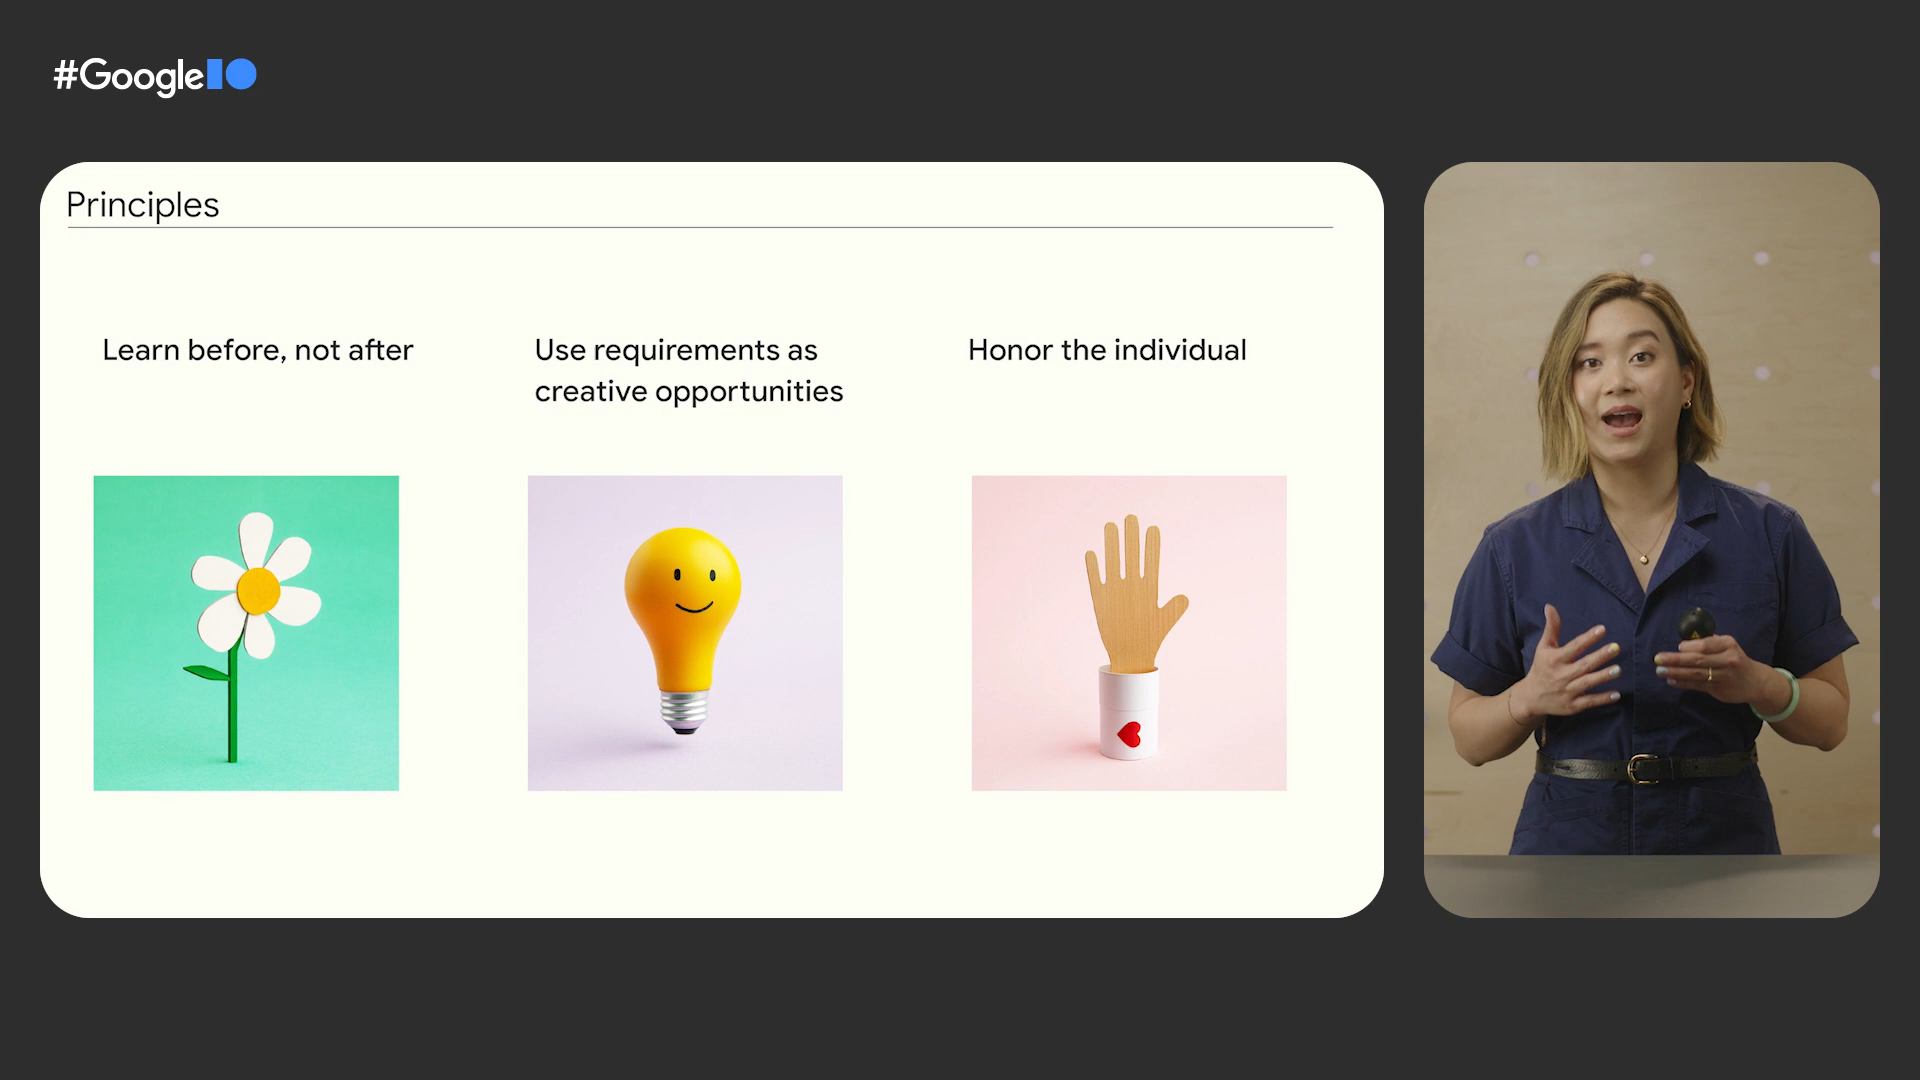 #GoogleIO
Principles
Learn before, not after
Use requirements as
creative opportunities
Honor the individual